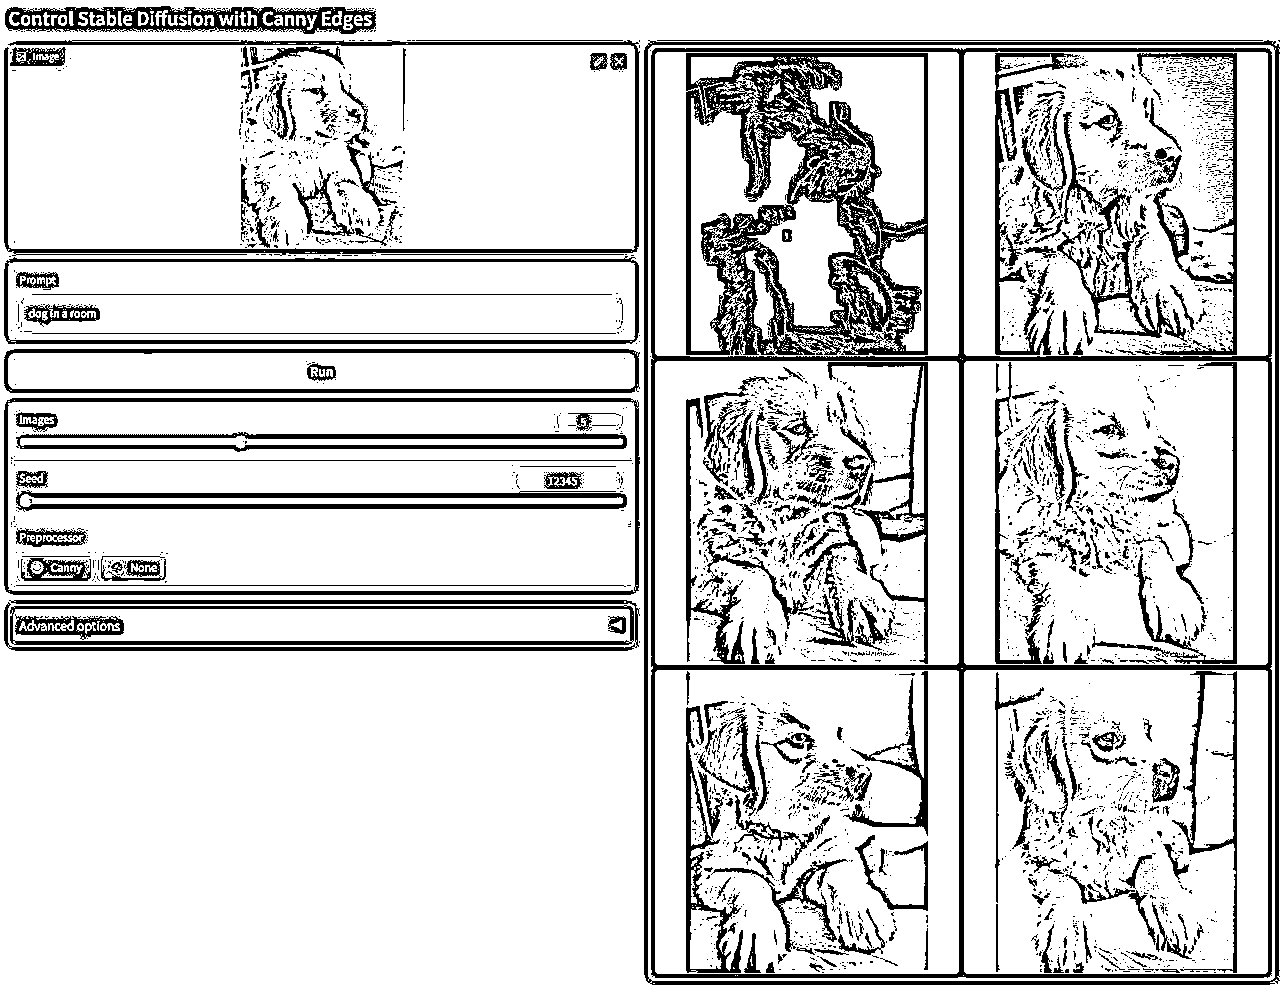 Control Stable Diffusion with Canny Edges
Image
Prompt
dog in a room
Run
Images
5
Seed
12345
Preprocessor
Canny
None
Advanced options